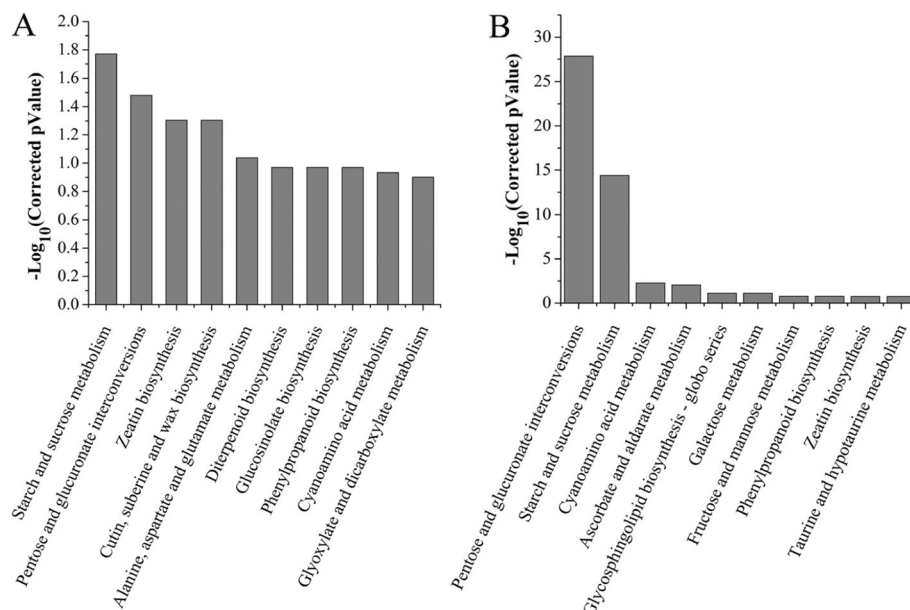 A
-Log10(Corrected pValue)
2.0
1.8
1.6
1.4
1.2
1.0
0.8
0.6
0.4
0.2
0.0
Starch and sucrose metabolism
Pentose and glucuronate interconversions
Zeatin biosynthesis
Cutin, suberine and wax biosynthesis
Alanine, aspartate and glutamate metabolism
Diterpenoid biosynthesis
Glucosinolate biosynthesis
Phenylpropanoid biosynthesis
Cyanoamino acid metabolism
Glyoxylate and dicarboxylate metabolism
B
-Log10(Corrected pValue)
30
25
20
15
10
5
0
Pentose and glucuronate interconversions
Starch and sucrose metabolism
Cyanoamino acid metabolism
Ascorbate and aldarate metabolism
Glycosphingolipid biosynthesis - globo series
Galactose metabolism
Fructose and mannose metabolism
Phenylpropanoid biosynthesis
Zeatin biosynthesis
Taurine and hypotaurine metabolism